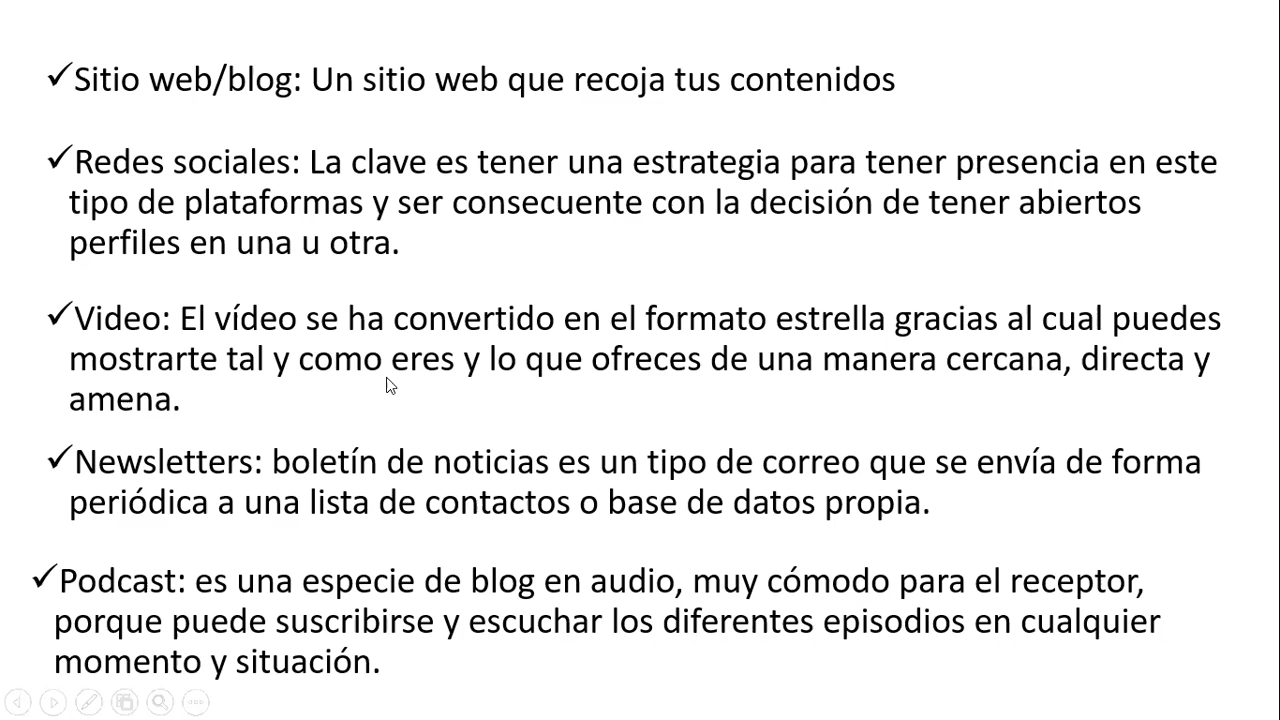 ✓Sitio web/blog: Un sitio web que recoja tus contenidos
✓Redes sociales: La clave es tener una estrategia para tener presencia en este
tipo de plataformas y ser consecuente con la decisión de tener abiertos
perfiles en una u otra.
✓Video: El vídeo se ha convertido en el formato estrella gracias al cual puedes
mostrarte tal y como eres y lo que ofreces de una manera cercana, directa y
amena.
✓Newsletters: boletín de noticias es un tipo de correo que se envía de forma
periódica a una lista de contactos o base de datos propia.
✓Podcast: es una especie de blog en audio, muy cómodo para el receptor,
porque puede suscribirse y escuchar los diferentes episodios en cualquier
momento y situación.